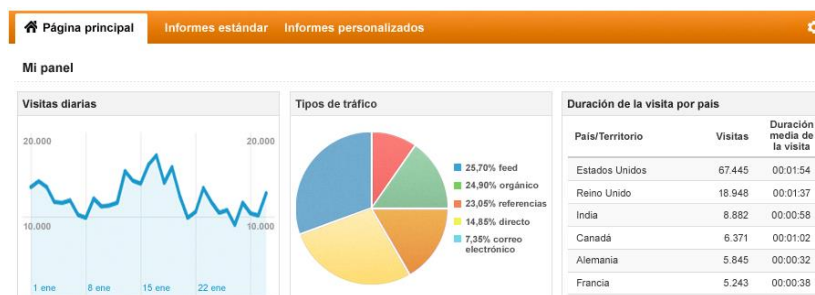 Página principal
Informes estándar
Informes personalizados
Mi panel
Visitas diarias
20.000
20.000
10.000
10.000
1 ene
8 ene
15 ene
22 ene
Tipos de tráfico
25,70% feed
24,90% orgánico
23,05% referencias
14,85% directo
7,35% correo
electrónico
Duración de la visita por país
País/Territorio Visitas Duración
media de
la visita
Estados Unidos 67.445 00:01:54
Reino Unido 18.948 00:01:37
India 8.882 00:00:58
Canadá 6.371 00:01:02
Alemania 5.845 00:00:32
Francia 5.243 00:00:38